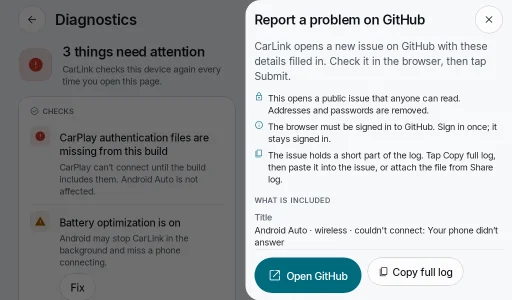 Diagnostics
3 things need attention
CarLink checks this device again every
time you open this page.
CHECKS
CarPlay authentication files are
missing from this build
CarPlay can't connect until the build
includes them. Android Auto is not
affected.
Battery optimization is on
Android may stop CarLink in the
background and miss a phone
connecting.
Fix
Report a problem on GitHub
CarLink opens a new issue on GitHub with these
details filled in. Check it in the browser, then tap
Submit.
This opens a public issue that anyone can read.
Addresses and passwords are removed.
The browser must be signed in to GitHub. Sign in once; it
stays signed in.
The issue holds a short part of the log. Tap Copy full log,
then paste it into the issue, or attach the file from Share
log.
WHAT IS INCLUDED
Title
Android Auto · wireless · couldn't connect: Your phone didn't
answer
Open GitHub
Copy full log